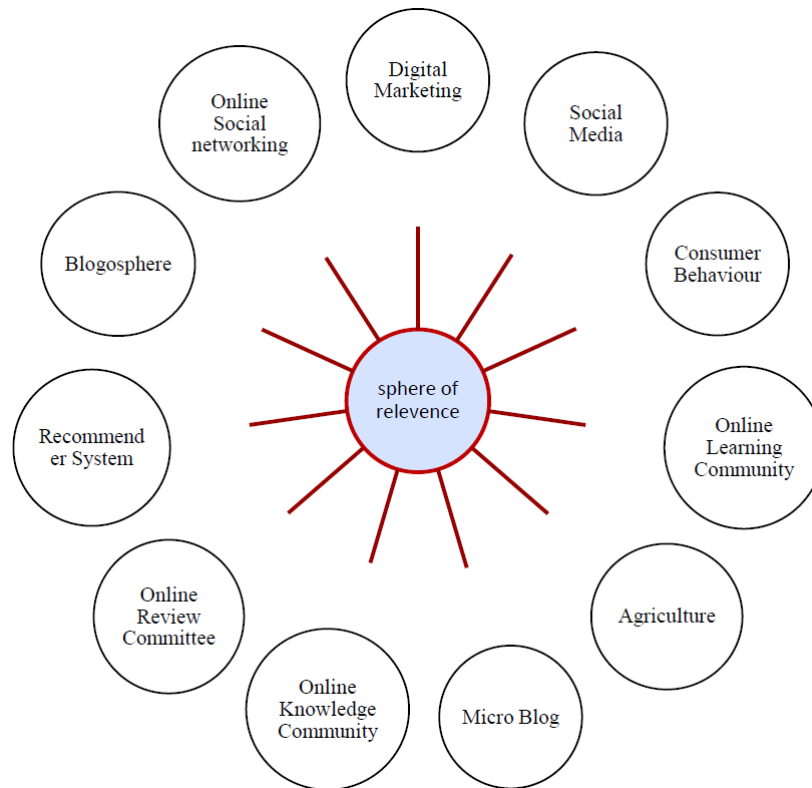 Digital
Marketing
Social
Media
Consumer
Behaviour
Online
Learning
Community
Agriculture
Micro Blog
Online
Knowledge
Community
Online
Review
Committee
Recommend
er System
Blogosphere
Online
Social
networking
sphere of
relevence